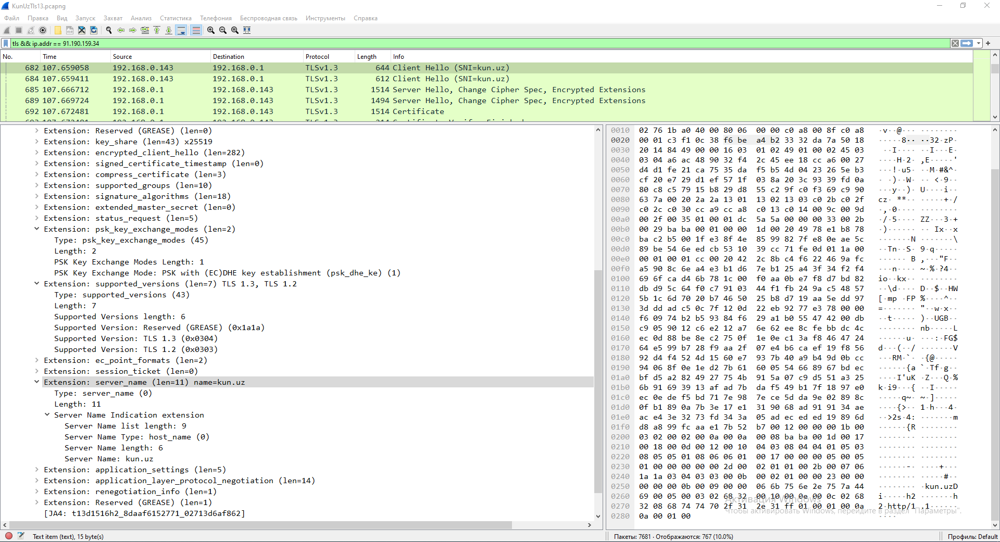 KunUzTls13.pcapng
Файл Правка Вид Запуск Захват Анализ Статистика Телефония Беспроводная связь Инструменты Справка
tls && ip.addr == 91.190.159.34
No. Time Source Destination Protocol Length Info
682 107.659058 192.168.0.143 192.168.0.1 TLSv1.3 644 Client Hello (SNI=kun.uz)
684 107.659411 192.168.0.143 192.168.0.1 TLSv1.3 612 Client Hello (SNI=kun.uz)
685 107.666712 192.168.0.1 192.168.0.143 TLSv1.3 1514 Server Hello, Change Cipher Spec, Encrypted Extensions
689 107.669724 192.168.0.1 192.168.0.143 TLSv1.3 1494 Server Hello, Change Cipher Spec, Encrypted Extensions
692 107.672481 192.168.0.1 192.168.0.143 TLSv1.3 1514 Certificate
Extension: Reserved (GREASE) (len=0)
Extension: key_share (len=43) x25519
Extension: encrypted_client_hello (len=282)
Extension: signed_certificate_timestamp (len=0)
Extension: compress_certificate (len=3)
Extension: supported_groups (len=10)
Extension: signature_algorithms (len=18)
Extension: extended_master_secret (len=0)
Extension: status_request (len=5)
Extension: psk_key_exchange_modes (len=2)
Type: psk_key_exchange_modes (45)
Length: 2
PSK Key Exchange Modes Length: 1
PSK Key Exchange Mode: PSK with (EC)DHE key establishment (psk_dhe_ke) (1)
Extension: supported_versions (len=7) TLS 1.3, TLS 1.2
Type: supported_versions (43)
Length: 7
Supported Versions length: 6
Supported Version: Reserved (GREASE) (0x1a1a)
Supported Version: TLS 1.3 (0x0304)
Supported Version: TLS 1.2 (0x0303)
Extension: ec_point_formats (len=2)
Extension: session_ticket (len=0)
Extension: server_name (len=11) name=kun.uz
Type: server_name (0)
Length: 11
Server Name Indication extension
Server Name list length: 9
Server Name Type: host_name (0)
Server Name length: 6
Server Name: kun.uz
Extension: application_settings (len=5)
Extension: application_layer_protocol_negotiation (len=14)
Extension: renegotiation_info (len=1)
Extension: Reserved (GREASE) (len=1)
[JA4: t13d1516h2_8daaf6152771_02713d6af862]
0010 02 76 1b a0 40 00 80 06 00 00 c0 a8 00 8f c0 a8
0020 00 01 c3 f1 0c 38 f6 be a4 b2 33 32 da 7a 50 18
0030 20 14 84 49 00 00 16 03 01 02 49 01 00 02 45 03
0040 03 04 a6 ac 48 90 32 f4 2c 45 ee 18 cc a6 00 27
0050 d4 d1 fe 21 ca 75 35 da f5 b5 4d 04 23 26 5e b3
0060 cf 20 e7 29 d1 ef 57 1f 03 8a 20 3c 93 39 fd 0a
0070 80 c8 c5 79 15 b8 29 d8 55 c2 9f c0 f3 69 c9 90
0080 63 7a 00 20 2a 2a 13 01 13 02 13 03 c0 2b c0 2f
0090 c0 2c c0 30 cc a9 cc a8 c0 13 c0 14 00 9c 00 9d
00a0 00 2f 00 35 01 00 01 dc 5a 5a 00 00 00 33 00 2b
00b0 00 29 ba ba 00 01 00 00 1d 00 20 49 78 e1 b8 78
00c0 ba c2 b5 00 1f e3 8f 4e 85 99 82 7f e8 0e ae 5c
00d0 89 be 54 6e ed cb 53 10 39 cc 71 fe 0d 01 1a 00
00e0 00 01 00 01 cc 00 20 42 2c 8b c4 f6 22 46 9a fc
00f0 a5 90 8c 6e a4 e3 b1 d6 7e b1 25 a4 3f 34 f2 f4
0100 69 6f ca d4 6b 78 1c 00 f0 aa 0b e7 f8 d7 bd 82
0110 db d9 5c 64 f0 c7 91 03 44 f1 fb 24 9a c5 48 57
0120 5b 1c 6d 70 20 b7 46 50 25 b8 d7 19 aa 5e dd 97
0130 3d dd ad c5 0c 7f 12 0d 22 eb 92 77 e3 78 00 00
0140 f6 09 74 b2 b5 93 84 f6 29 a1 b0 55 47 42 00 db
0150 c9 05 90 12 c6 e2 12 a7 6e 62 ee 8c fe bb dc 4c
0160 ec 0d 88 be 8e c2 75 0f 1e 0e c1 3a f8 46 47 24
0170 64 e5 99 b7 28 f9 aa 2f 07 e4 b6 ca ef 19 f8 56
0180 92 d4 f4 52 4d 15 60 e7 93 7b 40 a9 b4 9d 0b cc
0190 94 06 8f 0e 1e d2 7b 61 60 05 54 66 89 67 bd ec
01a0 bf d5 a2 82 49 27 75 4b 91 5a 07 c9 d5 51 a3 25
01b0 6b 91 69 39 13 af ad 7b da f5 49 b1 7f 18 97 e0
01c0 ec 0e de f5 bd 71 7e 98 7e ce 5d da 9e 02 89 8c
01d0 0f b1 89 0a 7b 3e 17 e1 31 90 68 ad 91 91 34 ae
01e0 ac e4 3e 32 73 fd 34 3a 05 ad ec ed ed 19 89 6d
01f0 d8 a8 99 fc aa e1 7b 52 b7 00 12 00 00 00 1b 00
0200 03 02 00 02 00 0a 00 0a 00 08 ba ba 00 1d 00 17
0210 00 18 00 0d 00 12 00 10 04 03 08 04 04 01 05 03
0220 08 05 05 01 08 06 06 01 00 17 00 00 00 05 00 05
0230 01 00 00 00 00 00 2d 00 02 01 01 00 2b 00 07 06
0240 1a 1a 03 04 03 03 00 0b 00 02 01 00 00 23 00 00
0250 00 00 00 0b 00 09 00 00 06 6b 75 6e 2e 75 7a 44 kun.uzD
0260 69 00 05 00 03 02 68 32 00 10 00 0e 00 0c 02 68
0270 32 08 68 74 74 70 2f 31 2e 31 ff 01 00 01 00 0a 2·http/1.1
0280 0a 00 01 00
Активация Windows
Чтобы активировать Windows, перейдите в раздел "Параметры".
Text item (text), 15 byte(s)
Пакеты: 7681 · Отображаются: 767 (10.0%)
Профиль: Default